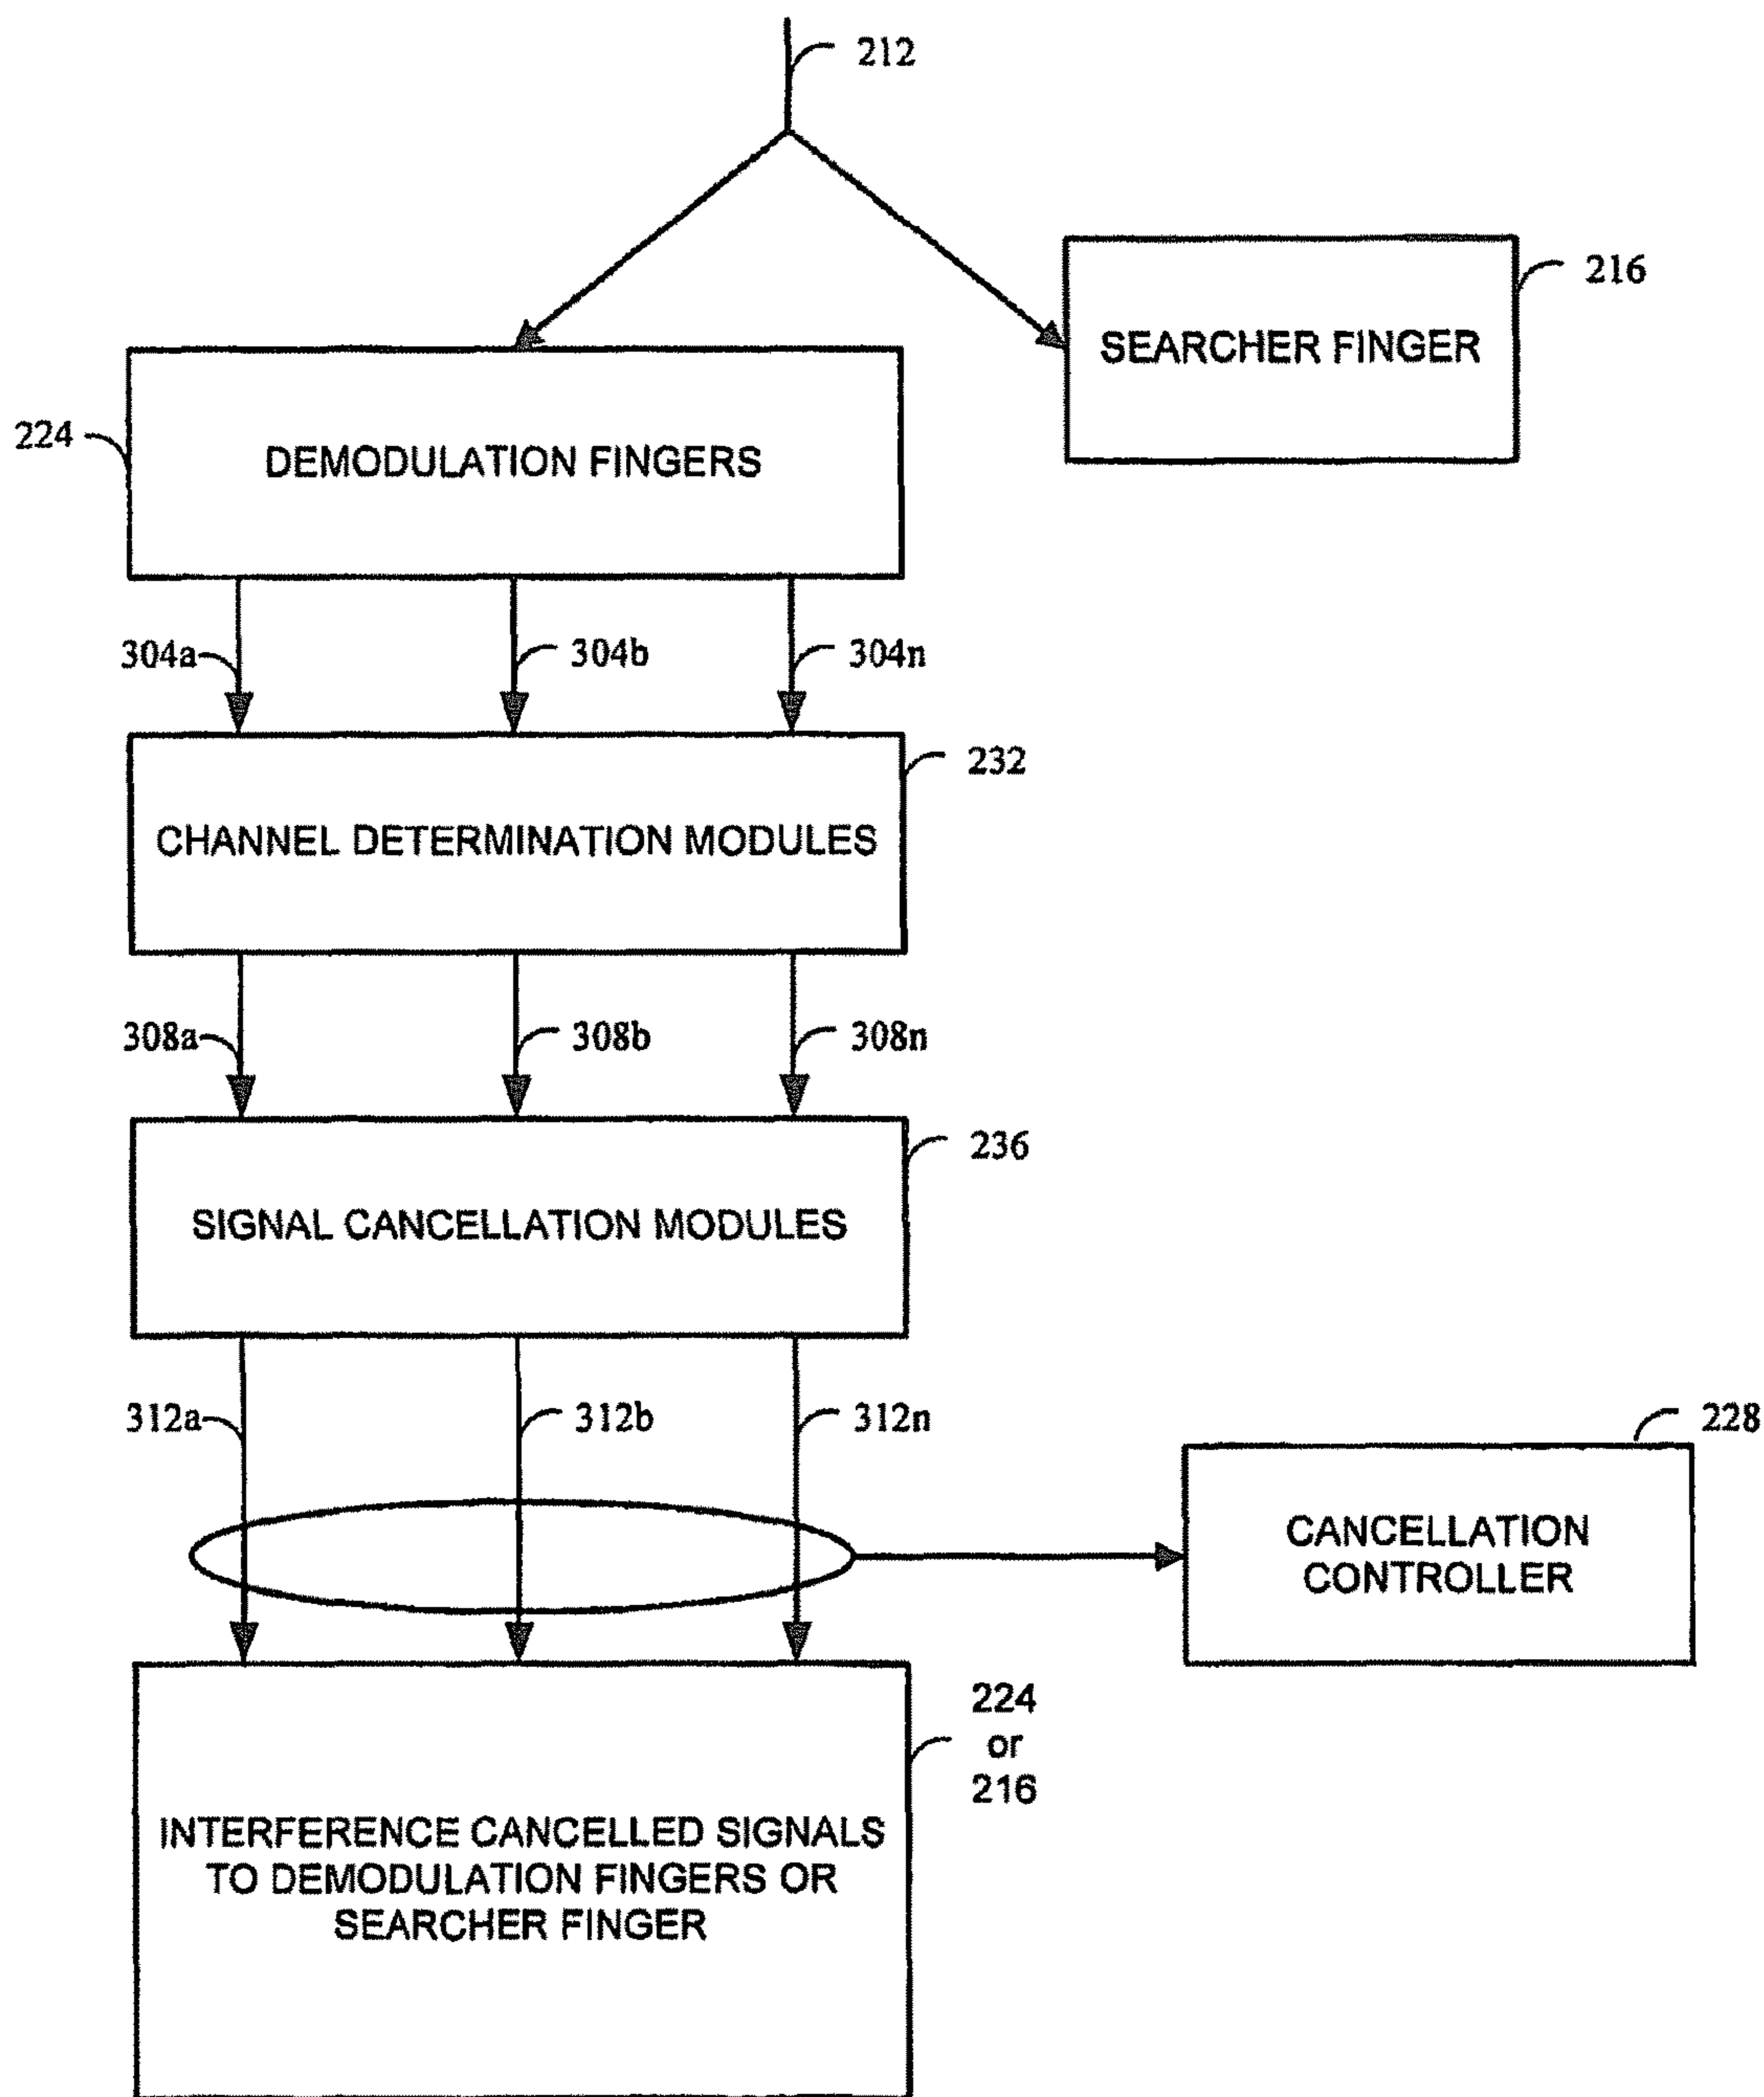 212
216
SEARCHER FINGER
224
DEMODULATION FINGERS
304a
304b
304n
232
CHANNEL DETERMINATION MODULES
308a
308b
308n
236
SIGNAL CANCELLATION MODULES
312a
312b
312n
228
CANCELLATION
CONTROLLER
224
or
216
INTERFERENCE CANCELLED SIGNALS
TO DEMODULATION FINGERS OR
SEARCHER FINGER